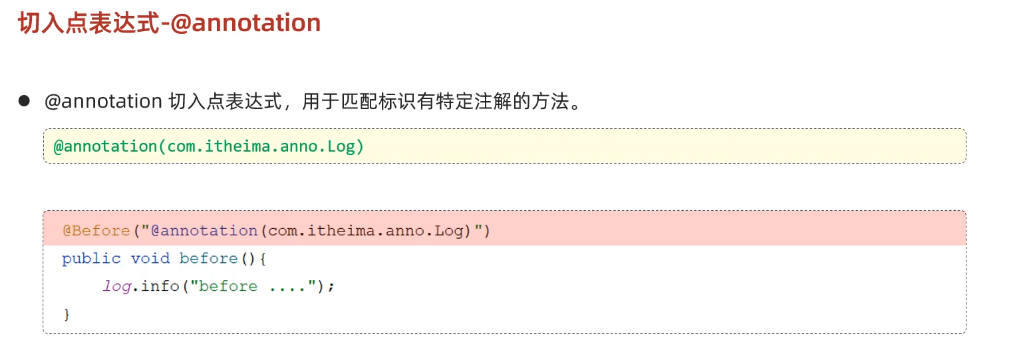 切入点表达式-@annotation
● @annotation 切入点表达式，用于匹配标识有特定注解的方法。
@annotation(com.itheima.anno.Log)
@Before("@annotation(com.itheima.anno.Log)")
public void before(){
    log.info("before ....");
}